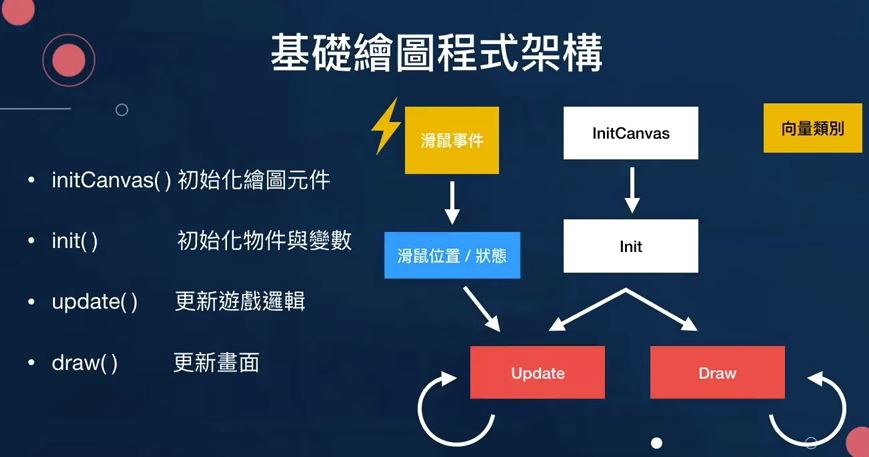 基礎繪圖程式架構
initCanvas( ) 初始化繪圖元件
init( ) 初始化物件與變數
update( ) 更新遊戲邏輯
draw( ) 更新畫面
滑鼠事件
InitCanvas
向量類別
滑鼠位置 / 狀態
Init
Update
Draw